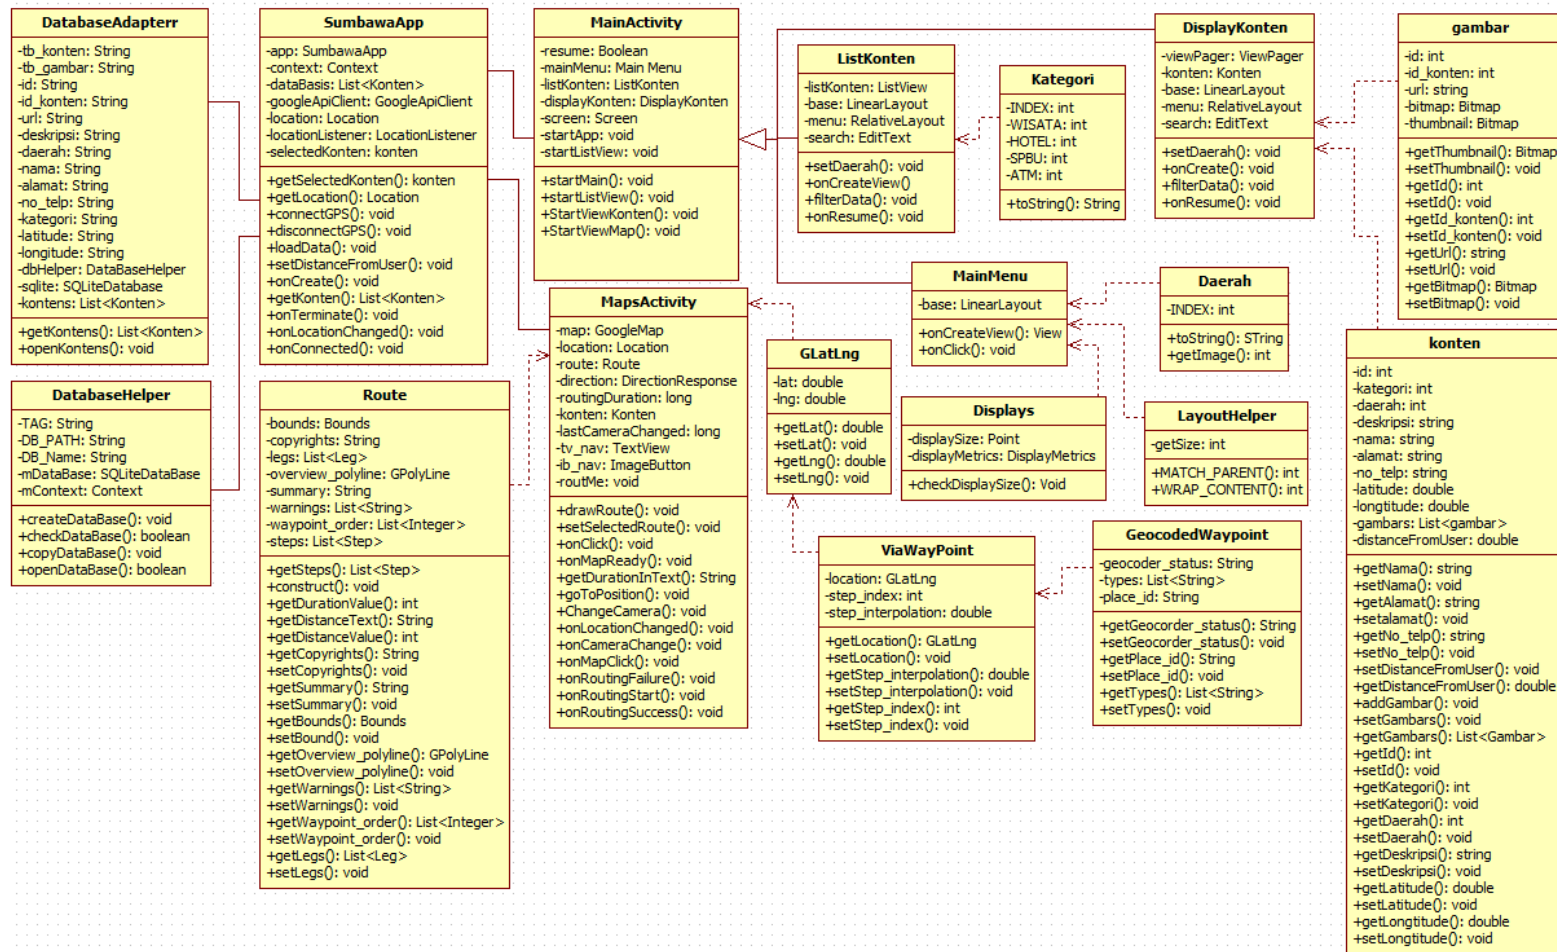 DatabaseAdapterr
-tb_konten: String
-tb_gambar: String
-id: String
-id_konten: String
-url: String
-deskripsi: String
-daerah: String
-nama: String
-alamat: String
-no_telp: String
-kategori: String
-latitude: String
-longitude: String
-dbHelper: DataBaseHelper
-sqlite: SQLiteDatabase
-kontens: List<Konten>
+getKontens(): List<Konten>
+openKontens(): void
SumbawaApp
-app: SumbawaApp
-context: Context
-dataBasis: List<Konten>
-googleApiClient: GoogleApiClient
-location: Location
-locationListener: LocationListener
-selectedKonten: konten
+getSelectedKonten(): konten
+getLocation(): Location
+connectGPS(): void
+disconnectGPS(): void
+loadData(): void
+setDistanceFromUser(): void
+onCreate(): void
+getKonten(): List<Konten>
+onTerminate(): void
+onLocationChanged(): void
+onConnected(): void
MainActivity
-resume: Boolean
-mainMenu: Main Menu
-listKonten: ListKonten
-displayKonten: DisplayKonten
-screen: Screen
-startApp: void
-startListView: void
+startMain(): void
+startListView(): void
+StartViewKonten(): void
+StartViewMap(): void
ListKonten
-listKonten: ListView
-base: LinearLayout
-menu: RelativeLayout
-search: EditText
+setDaerah(): void
+onCreateView()
+filterData(): void
+onResume(): void
Kategori
-INDEX: int
-WISATA: int
-HOTEL: int
-SPBU: int
-ATM: int
+toString(): String
DisplayKonten
-viewPager: ViewPager
-konten: Konten
-base: LinearLayout
-menu: RelativeLayout
-search: EditText
+setDaerah(): void
+onCreate(): void
+filterData(): void
+onResume(): void
gambar
-id: int
-id_konten: int
-url: string
-bitmap: Bitmap
-thumbnail: Bitmap
+getThumbnail(): Bitmap
+setThumbnail(): void
+getId(): int
+setId(): void
+getId_konten(): int
+setId_konten(): void
+getUrl(): string
+setUrl(): void
+getBitmap(): Bitmap
+setBitmap(): void
MainMenu
-base: LinearLayout
+onCreateView(): View
+onClick(): void
Daerah
-INDEX: int
+toString(): STring
+getImage(): int
DatabaseHelper
-TAG: String
-DB_PATH: String
-DB_Name: String
-mDataBase: SQLiteDataBase
-mContext: Context
+createDataBase(): void
+checkDataBase(): boolean
+copyDataBase(): void
+openDataBase(): boolean
Route
-bounds: Bounds
-copyrights: String
-legs: List<Leg>
-overview_polyline: GPolyLine
-summary: String
-warnings: List<String>
-waypoint_order: List<Integer>
-steps: List<Step>
+getSteps(): List<Step>
+construct(): void
+getDurationValue(): int
+getDistanceText(): String
+getDistanceValue(): int
+getCopyrights(): String
+setCopyrights(): void
+getSummary(): String
+setSummary(): void
+getBounds(): Bounds
+setBound(): void
+getOverview_polyline(): GPolyLine
+setOverview_polyline(): void
+getWarnings(): List<String>
+setWarnings(): void
+getWaypoint_order(): List<Integer>
+setWaypoint_order(): void
+getLegs(): List<Leg>
+setLegs(): void
MapsActivity
-map: GoogleMap
-location: Location
-route: Route
-direction: DirectionResponse
-routingDuration: long
-konten: Konten
-lastCameraChanged: long
-tv_nav: TextView
-ib_nav: ImageButton
-routMe: void
+drawRoute(): void
+setSelectedRoute(): void
+onClick(): void
+onMapReady(): void
+getDurationInText(): String
+goToPosition(): void
+ChangeCamera(): void
+onLocationChanged(): void
+onCameraChange(): void
+onMapClick(): void
+onRoutingFailure(): void
+onRoutingStart(): void
+onRoutingSuccess(): void
GLatLng
-lat: double
-lng: double
+getLat(): double
+setLat(): void
+getLng(): double
+setLng(): void
Displays
-displaySize: Point
-displayMetrics: DisplayMetrics
+checkDisplaySize(): Void
LayoutHelper
-getSize: int
+MATCH_PARENT(): int
+WRAP_CONTENT(): int
ViaWayPoint
-location: GLatLng
-step_index: int
-step_interpolation: double
+getLocation(): GLatLng
+setLocation(): void
+getStep_interpolation(): double
+setStep_interpolation(): void
+getStep_index(): int
+setStep_index(): void
GeocodedWaypoint
-geocoder_status: String
-types: List<String>
-place_id: String
+getGeocorder_status(): String
+setGeocorder_status(): void
+getPlace_id(): String
+setPlace_id(): void
+getTypes(): List<String>
+setTypes(): void
konten
-id: int
-kategori: int
-daerah: int
-deskripsi: string
-nama: string
-alamat: string
-no_telp: string
-latitude: double
-longtitude: double
-gambars: List<gambar>
-distanceFromUser: double
+getNama(): string
+setNama(): void
+getAlamat(): string
+setalamat(): void
+getNo_telp(): string
+setNo_telp(): void
+setDistanceFromUser(): void
+getDistanceFromUser(): double
+addGambar(): void
+setGambars(): void
+getGambars(): List<Gambar>
+getId(): int
+setId(): void
+getKategori(): int
+setKategori(): void
+getDaerah(): int
+setDaerah(): void
+getDeskripsi(): string
+setDeskripsi(): void
+getLatitude(): double
+setLatitude(): void
+getLongtitude(): double
+setLongtitude(): void